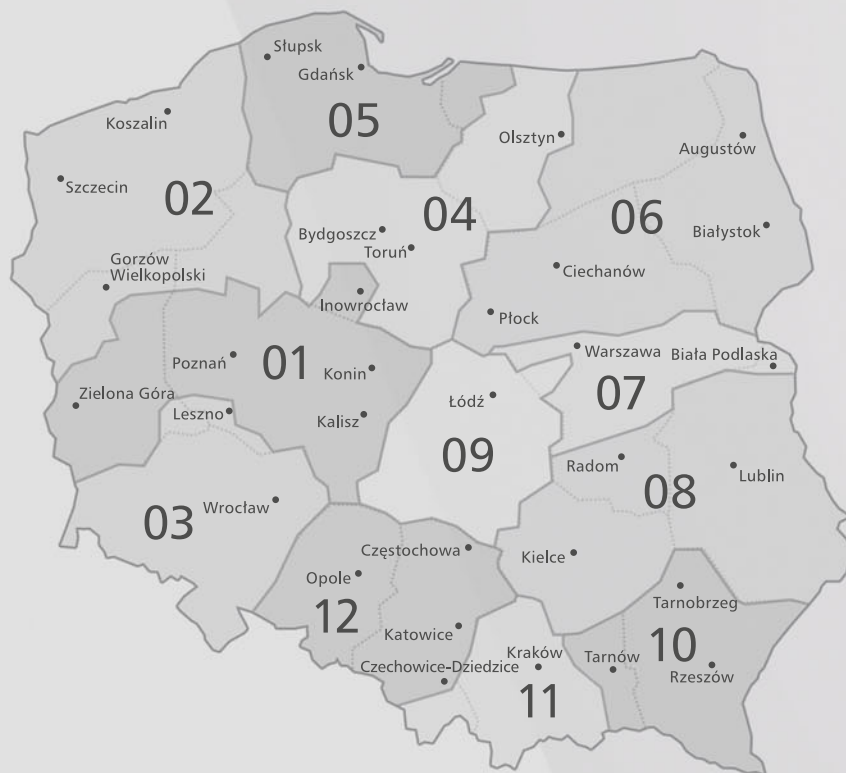 Słupsk
Gdańsk
05
Koszalin
Olsztyn
Augustów
Szczecin
02
04
06
Bydgoszcz
Toruń
Białystok
Gorzów
Wielkopolski
Ciechanów
Inowrocław
Płock
Poznań
01
Konin
Warszawa
Biała Podlaska
07
Zielona Góra
Leszno
Kalisz
Łódź
09
Radom
08
Lublin
03
Wrocław
Częstochowa
Kielce
Opole
12
Tarnobrzeg
Katowice
Kraków
Tarnów
10
Rzeszów
Czechowice-Dziedzice
11